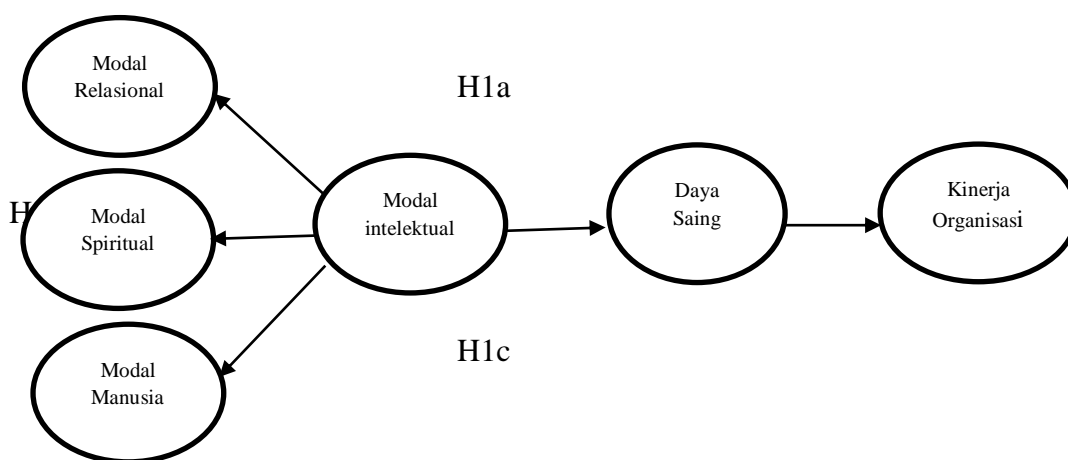 Modal
Relasional
H1a
Modal
Spiritual
Modal
intelektual
Daya
Saing
Kinerja
Organisasi
Modal
Manusia
H1c